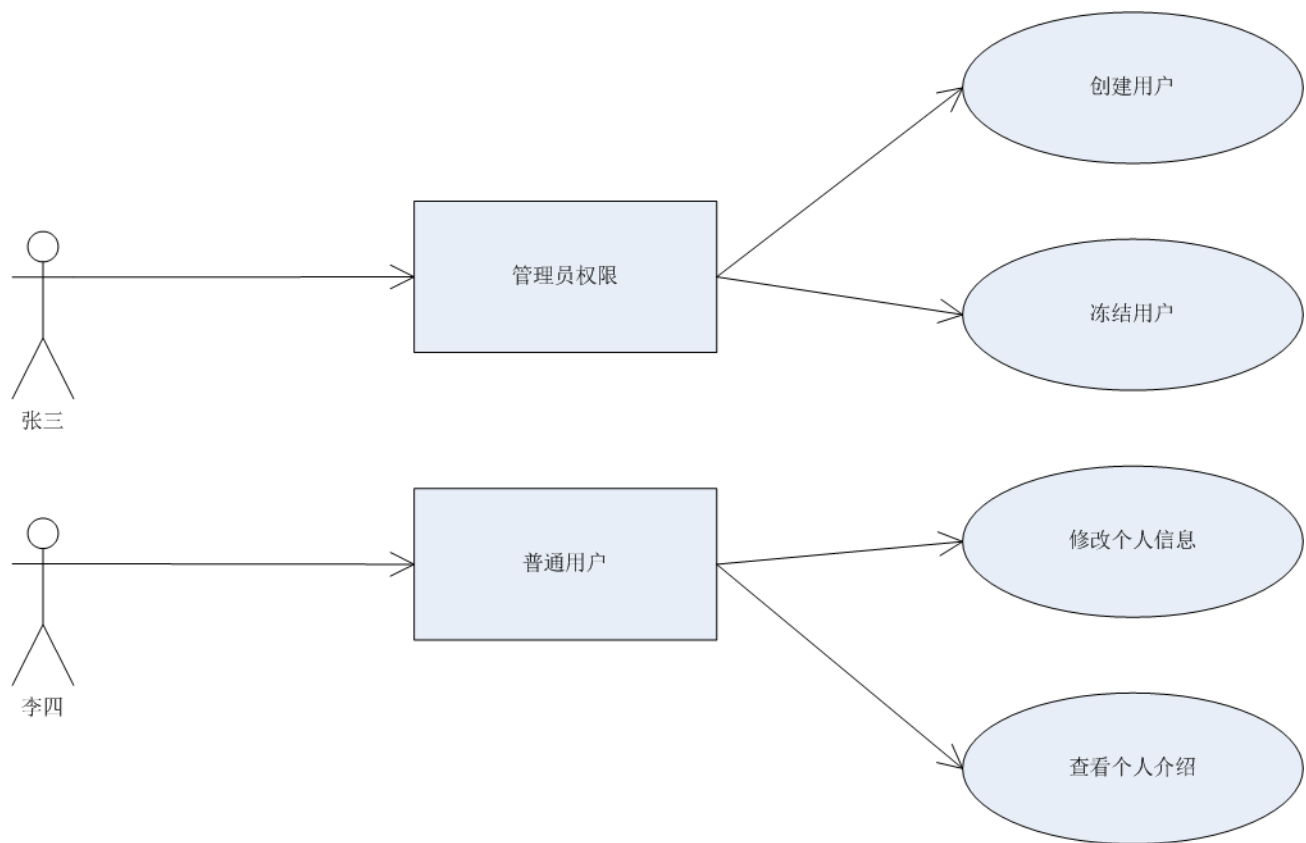 创建用户
管理员权限
冻结用户
张三
普通用户
修改个人信息
李四
查看个人介绍